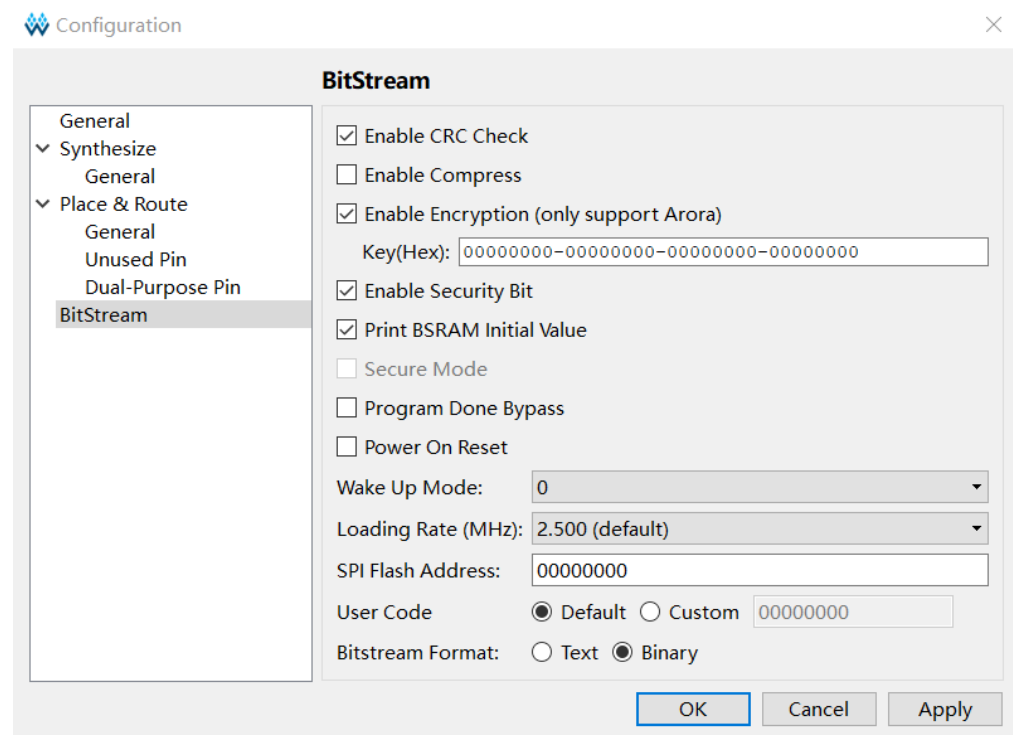 Configuration
BitStream
General
Synthesize
General
Place & Route
General
Unused Pin
Dual-Purpose Pin
BitStream
Enable CRC Check
Enable Compress
Enable Encryption (only support Arora)
Key(Hex): 00000000-00000000-00000000-00000000
Enable Security Bit
Print BSRAM Initial Value
Secure Mode
Program Done Bypass
Power On Reset
Wake Up Mode: 0
Loading Rate (MHz): 2.500 (default)
SPI Flash Address: 00000000
User Code Default Custom 00000000
Bitstream Format: Text Binary
OK Cancel Apply